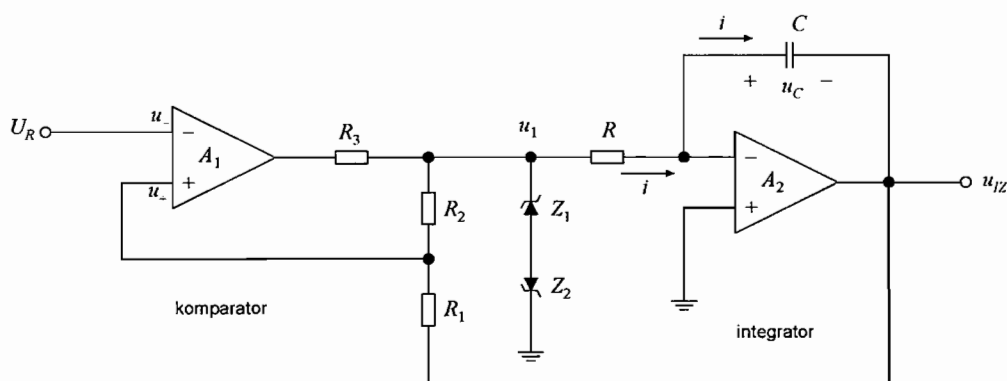 i
C
+ u_C −
U_R
u_-
−
A_1
+
u_+
R_3
u_1
R
i
−
A_2
+
u_IZ
R_2
Z_1
Z_2
R_1
komparator
integrator